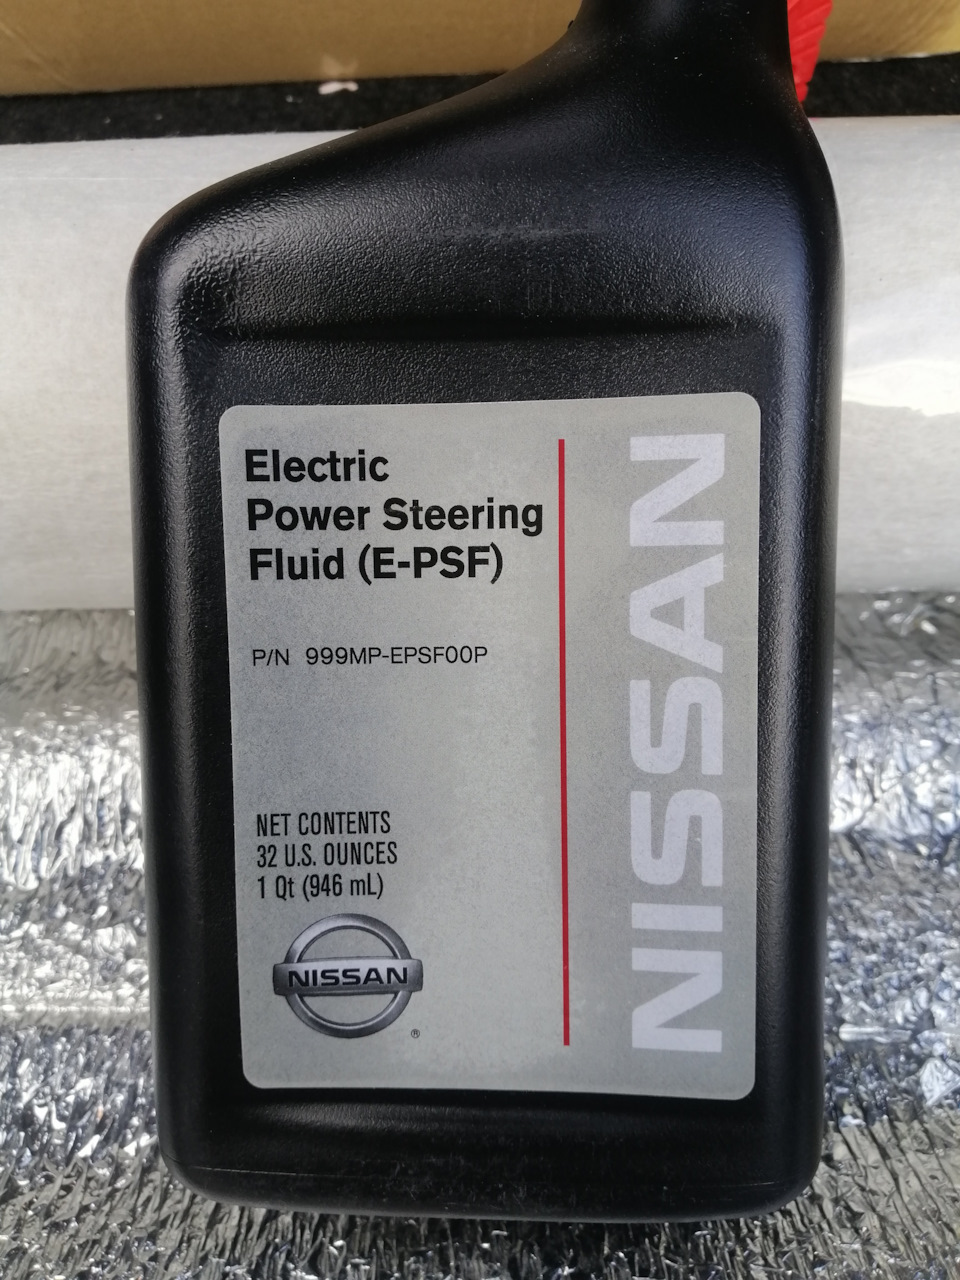 Electric
Power Steering
Fluid (E-PSF)
P/N 999MP-EPSF00P
NET CONTENTS
32 U.S. OUNCES
1 Qt (946 mL)
NISSAN
®
NISSAN